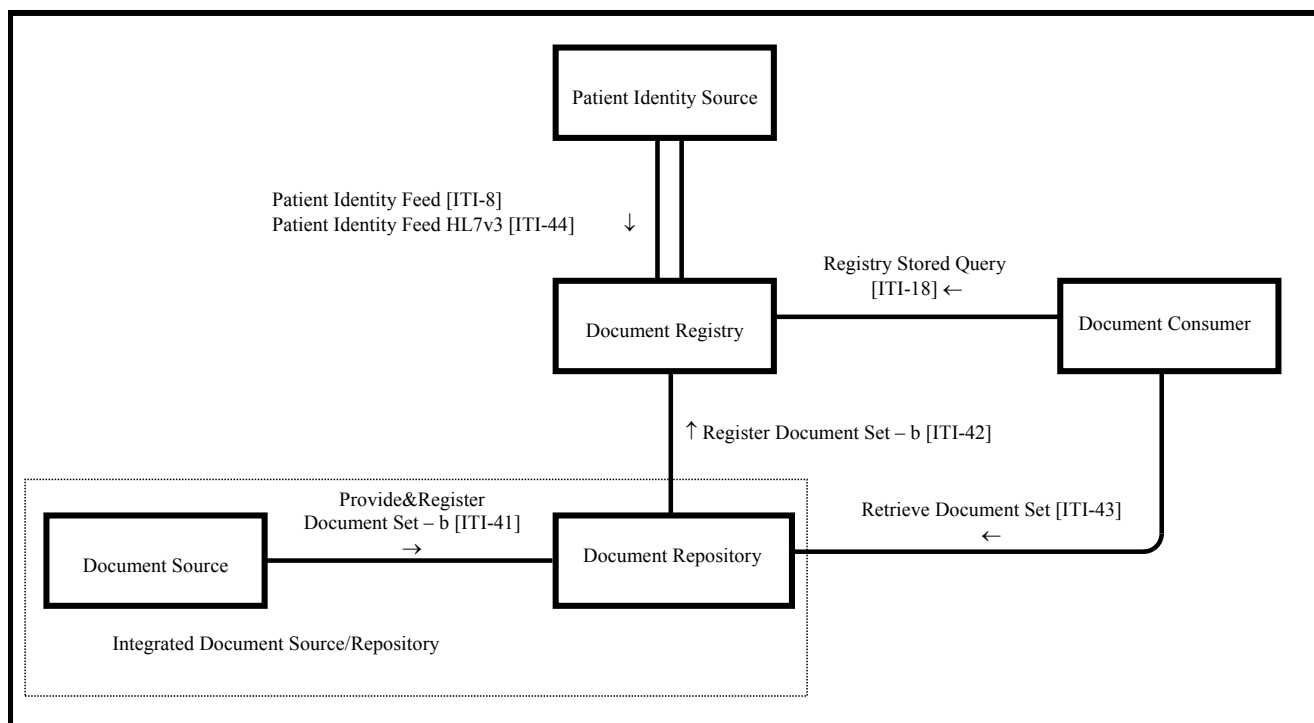 Patient Identity Source
Patient Identity Feed [ITI-8]
Patient Identity Feed HL7v3 [ITI-44] ↓
Registry Stored Query
[ITI-18] ←
Document Registry
Document Consumer
↑ Register Document Set – b [ITI-42]
Provide&Register
Document Set – b [ITI-41]
→
Retrieve Document Set [ITI-43]
←
Document Source
Document Repository
Integrated Document Source/Repository